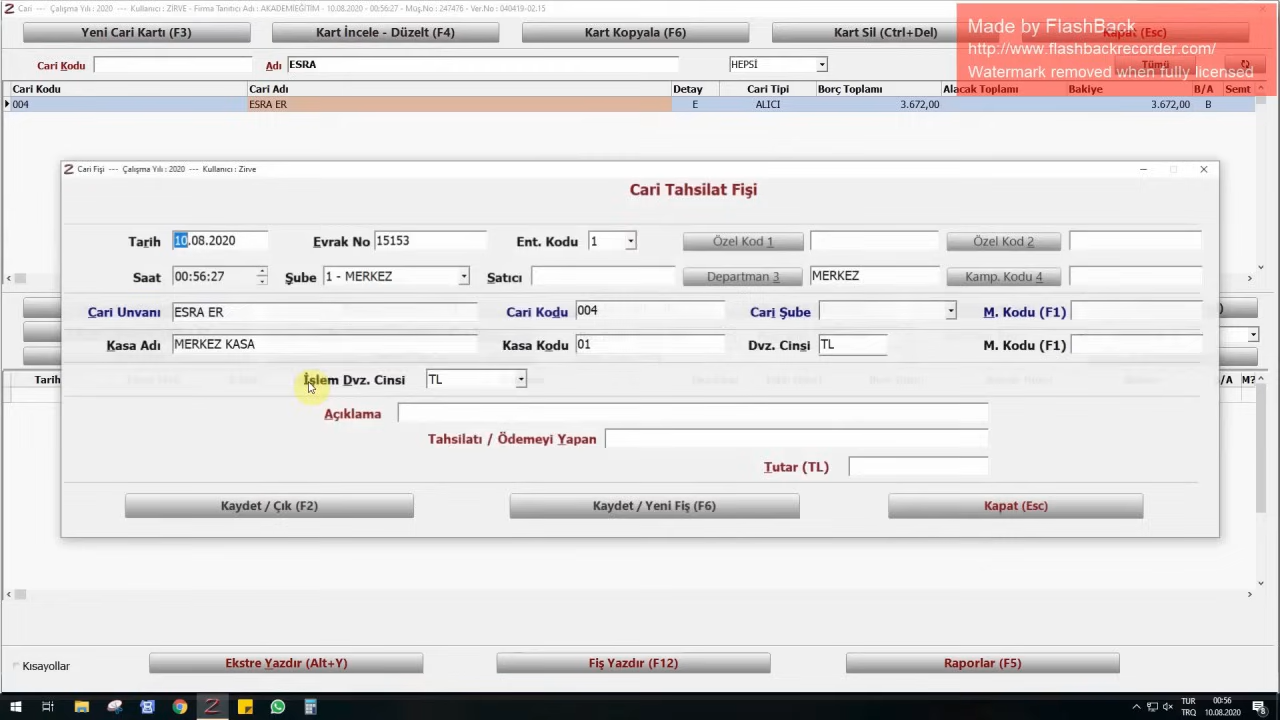 Cari --- Çalışma Yılı : 2020 --- Kullanıcı : ZİRVE - Firma Tanıtıcı Adı : AKADEMİEĞİTİM - 10.08.2020 - 00:56:27 - Müş.No : 247476 - Ver.No : 040419-02.15
Made by FlashBack
http://www.flashbackrecorder.com/
Watermark removed when fully licensed
Yeni Cari Kartı (F3) Kart İncele - Düzelt (F4) Kart Kopyala (F6) Kart Sil (Ctrl+Del) Kapat (Esc)
Cari Kodu Adı ESRA HEPSİ Tümü
Cari Kodu Cari Adı Detay Cari Tipi Borç Toplamı Alacak Toplamı Bakiye B/A Semt
004 ESRA ER E ALICI 3.672,00 3.672,00 B
Cari Fişi --- Çalışma Yılı : 2020 --- Kullanıcı : Zirve
Cari Tahsilat Fişi
Tarih 10.08.2020 Evrak No 15153 Ent. Kodu 1 Özel Kod 1 Özel Kod 2
Saat 00:56:27 Şube 1 - MERKEZ Satıcı Departman 3 MERKEZ Kamp. Kodu 4
Cari Unvanı ESRA ER Cari Kodu 004 Cari Şube M. Kodu (F1)
Kasa Adı MERKEZ KASA Kasa Kodu 01 Dvz. Cinsi TL M. Kodu (F1)
Tarih İşlem Dvz. Cinsi TL /A M?
Açıklama
Tahsilatı / Ödemeyi Yapan
Tutar (TL)
Kaydet / Çık (F2) Kaydet / Yeni Fiş (F6) Kapat (Esc)
Kısayollar Ekstre Yazdır (Alt+Y) Fiş Yazdır (F12) Raporlar (F5)
TUR 00:56
TRQ 10.08.2020 8